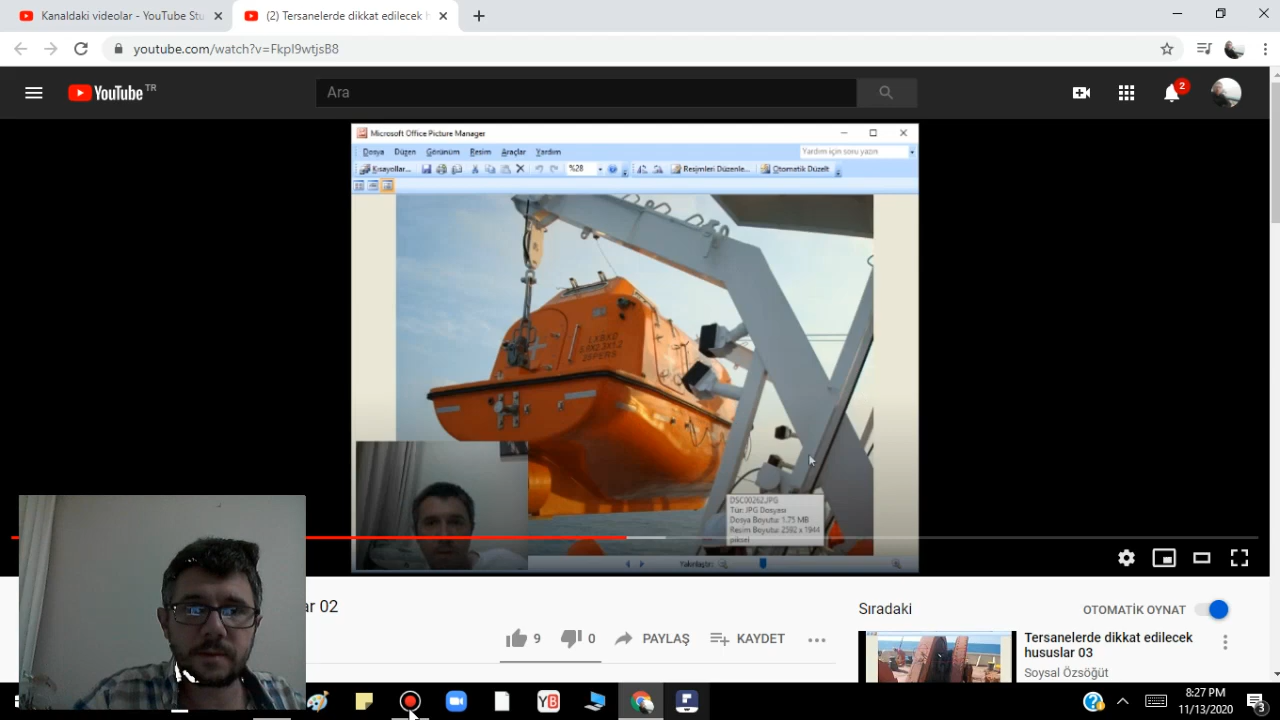 Kanaldaki videolar - YouTube Stu
(2) Tersanelerde dikkat edilecek h
youtube.com/watch?v=FkpI9wtjsB8
YouTube TR
Ara
2
Microsoft Office Picture Manager
Dosya Düzen Görünüm Resim Araçlar Yardım
Yardım için soru yazın
Kısayollar...
%28
Resimleri Düzenle...
Otomatik Düzelt
25PERS
DSC00262.JPG
Tür: JPG Dosyası
Dosya Boyutu: 1.75 MB
Resim Boyutu: 2592 x 1944
piksel
Yakınlaştır:
ar 02
9
0
PAYLAŞ
KAYDET
Sıradaki
OTOMATİK OYNAT
Tersanelerde dikkat edilecek
hususlar 03
Soysal Özsöğüt
YB
8:27 PM
11/13/2020
3